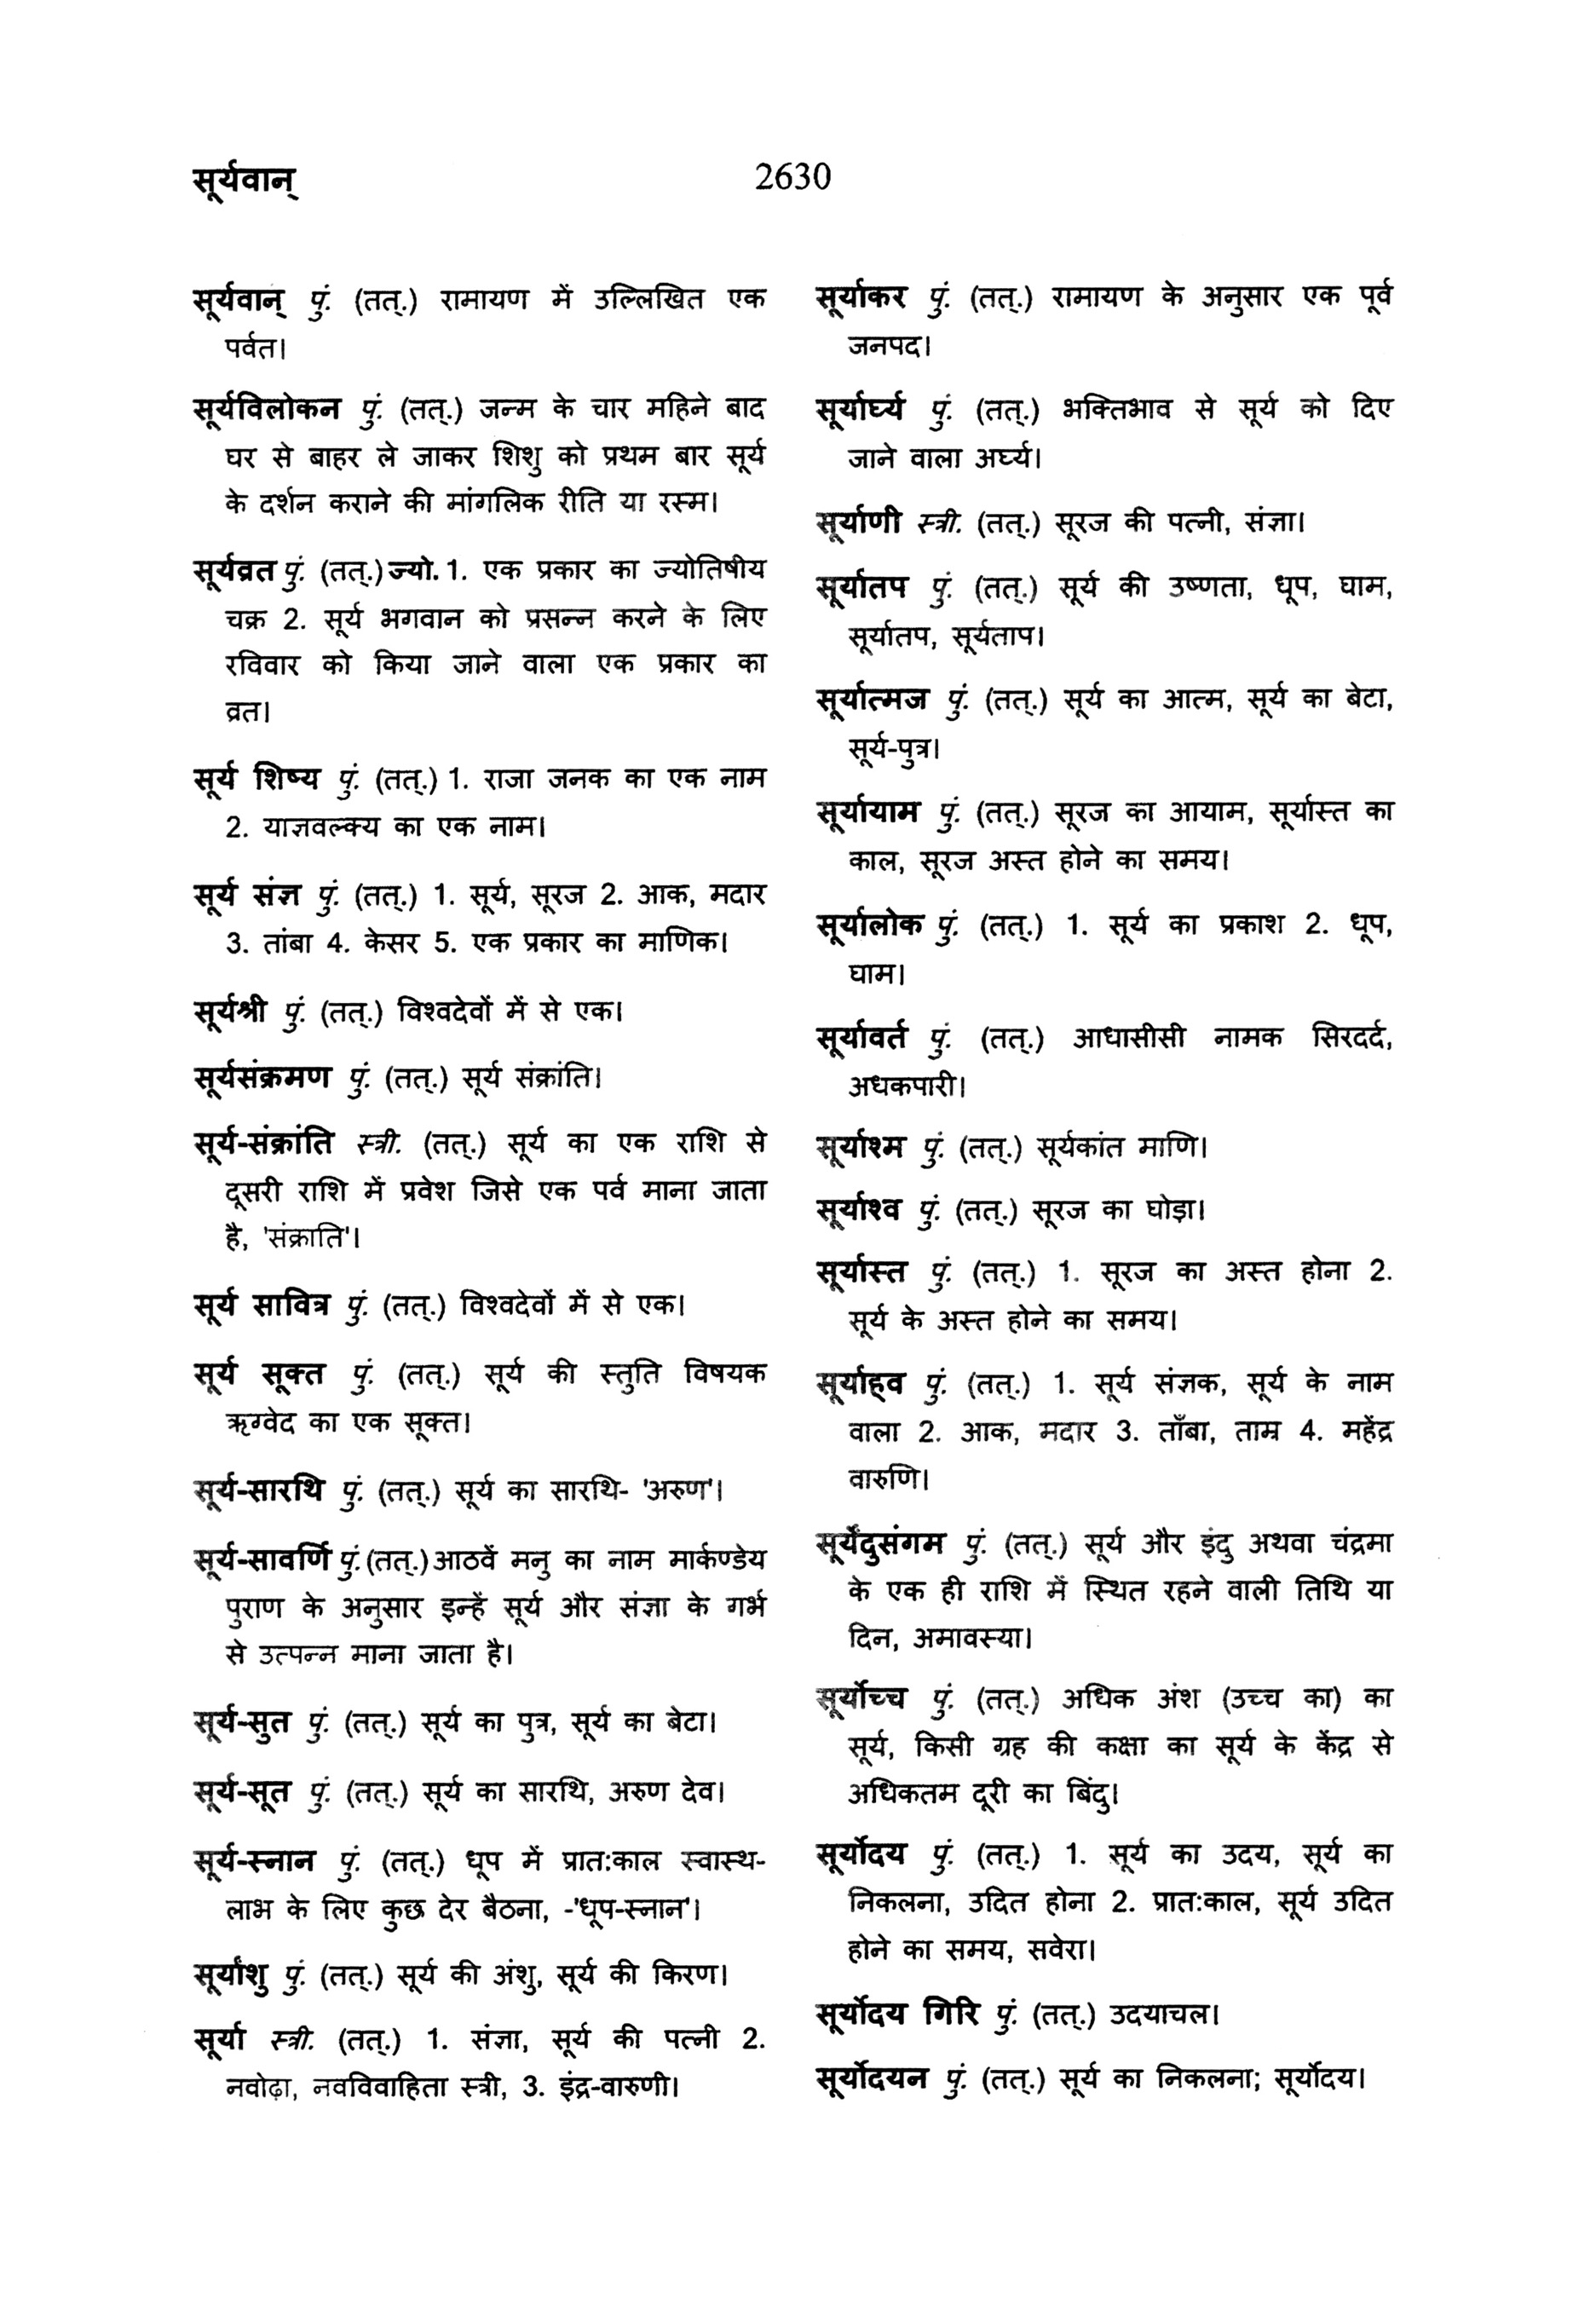 सूर्यवान्
2630
सूर्यवान् पुं. (तत्.) रामायण में उल्लिखित एक
पर्वत।
सूर्यविलोकन पुं. (तत्.) जन्म के चार महिने बाद
घर से बाहर ले जाकर शिशु को प्रथम बार सूर्य
के दर्शन कराने की मांगलिक रीति या रस्म।
सूर्यव्रत पुं. (तत्.) ज्यो. 1. एक प्रकार का ज्योतिषीय
चक्र 2. सूर्य भगवान को प्रसन्न करने के लिए
रविवार को किया जाने वाला एक प्रकार का
व्रत।
सूर्य शिष्य पुं. (तत्.) 1. राजा जनक का एक नाम
2. याज्ञवल्क्य का एक नाम।
सूर्य संज्ञ पुं. (तत्.) 1. सूर्य, सूरज 2. आक, मदार
3. तांबा 4. केसर 5. एक प्रकार का माणिक।
सूर्यश्री पुं. (तत्.) विश्वदेवों में से एक।
सूर्यसंक्रमण पुं. (तत्.) सूर्य संक्रांति।
सूर्य-संक्रांति स्त्री. (तत्.) सूर्य का एक राशि से
दूसरी राशि में प्रवेश जिसे एक पर्व माना जाता
है, 'संक्राति'।
सूर्य सावित्र पुं. (तत्.) विश्वदेवों में से एक।
सूर्य सूक्त पुं. (तत्.) सूर्य की स्तुति विषयक
ऋग्वेद का एक सूक्त।
सूर्य-सारथि पुं. (तत्.) सूर्य का सारथि- 'अरुण'।
सूर्य-सावर्णि पुं. (तत्.) आठवें मनु का नाम मार्कण्डेय
पुराण के अनुसार इन्हें सूर्य और संज्ञा के गर्भ
से उत्पन्न माना जाता है।
सूर्य-सुत पुं. (तत्.) सूर्य का पुत्र, सूर्य का बेटा।
सूर्य-सूत पुं. (तत्.) सूर्य का सारथि, अरुण देव।
सूर्य-स्नान पुं. (तत्.) धूप में प्रात:काल स्वास्थ-
लाभ के लिए कुछ देर बैठना, -'धूप-स्नान'।
सूर्यांशु पुं. (तत्.) सूर्य की अंशु, सूर्य की किरण।
सूर्या स्त्री. (तत्.) 1. संज्ञा, सूर्य की पत्नी 2.
नवोढ़ा, नवविवाहिता स्त्री, 3. इंद्र-वारुणी।
सूर्याकर पुं. (तत्.) रामायण के अनुसार एक पूर्व
जनपद।
सूर्यार्घ्य पुं. (तत्.) भक्तिभाव से सूर्य को दिए
जाने वाला अर्घ्य।
सूर्याणी स्त्री. (तत्.) सूरज की पत्नी, संज्ञा।
सूर्यातप पुं. (तत्.) सूर्य की उष्णता, धूप, घाम,
सूर्यातप, सूर्यताप।
सूर्यात्मज पुं. (तत्.) सूर्य का आत्म, सूर्य का बेटा,
सूर्य-पुत्र।
सूर्यायाम पुं. (तत्.) सूरज का आयाम, सूर्यास्त का
काल, सूरज अस्त होने का समय।
सूर्यालोक पुं. (तत्.) 1. सूर्य का प्रकाश 2. धूप,
घाम।
सूर्यावर्त पुं. (तत्.) आधासीसी नामक सिरदर्द,
अधकपारी।
सूर्याश्म पुं. (तत्.) सूर्यकांत माणि।
सूर्याश्व पुं. (तत्.) सूरज का घोड़ा।
सूर्यास्त पुं. (तत्.) 1. सूरज का अस्त होना 2.
सूर्य के अस्त होने का समय।
सूर्याह्व पुं. (तत्.) 1. सूर्य संज्ञक, सूर्य के नाम
वाला 2. आक, मदार 3. ताँबा, ताम्र 4. महेंद्र
वारुणि।
सूर्येंदुसंगम पुं. (तत्.) सूर्य और इंदु अथवा चंद्रमा
के एक ही राशि में स्थित रहने वाली तिथि या
दिन, अमावस्या।
सूर्योच्च पुं. (तत्.) अधिक अंश (उच्च का) का
सूर्य, किसी ग्रह की कक्षा का सूर्य के केंद्र से
अधिकतम दूरी का बिंदु।
सूर्योदय पुं. (तत्.) 1. सूर्य का उदय, सूर्य का
निकलना, उदित होना 2. प्रात:काल, सूर्य उदित
होने का समय, सवेरा।
सूर्योदय गिरि पुं. (तत्.) उदयाचल।
सूर्योदयन पुं. (तत्.) सूर्य का निकलना; सूर्योदय।